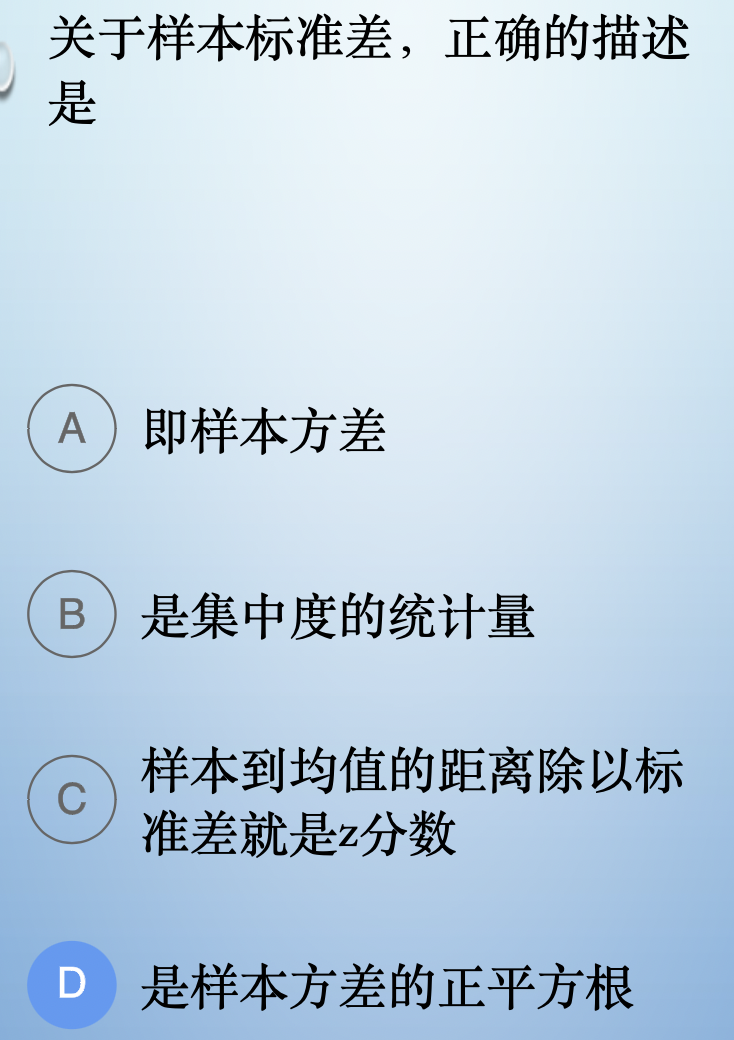 关于样本标准差，正确的描述
是
A 即样本方差
B 是集中度的统计量
C 样本到均值的距离除以标
准差就是z分数
D 是样本方差的正平方根